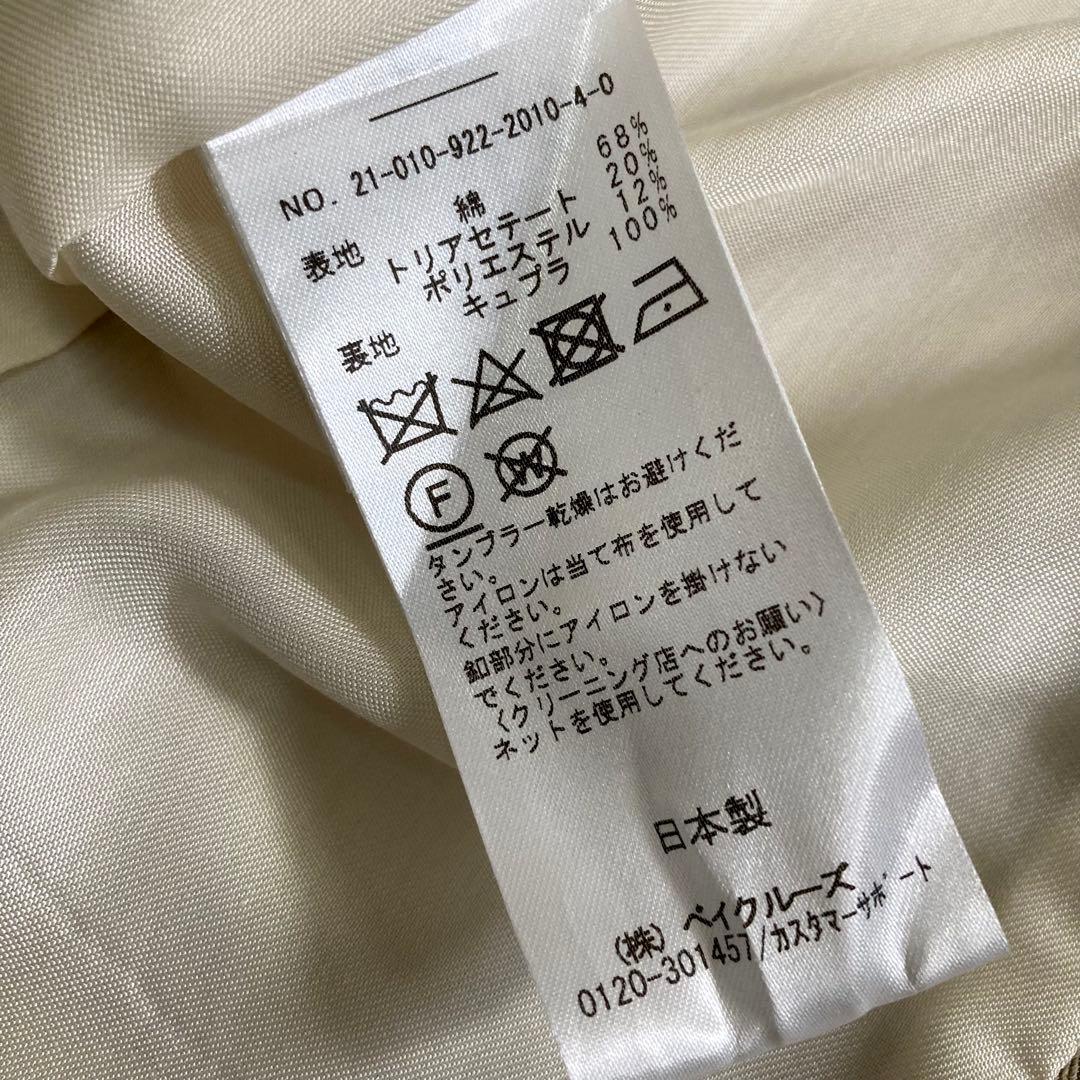 NO. 21-010-922-2010-4-0
表地 綿 68%
トリアセテート 20%
ポリエステル 12%
裏地 キュプラ 100%
F
W
タンブラー乾燥はお避けくだ
さい。
アイロンは当て布を使用して
ください。
釦部分にアイロンを掛けない
でください。
〈クリーニング店へのお願い〉
ネットを使用してください。
日本製
(株) ベイクルーズ
0120-301457/カスタマーサポート